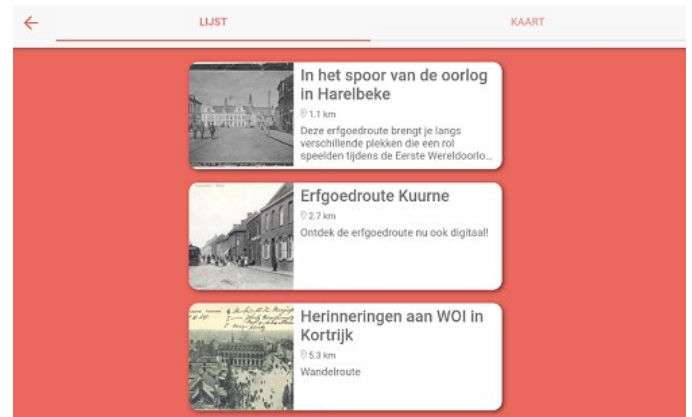 LIJST
KAART
In het spoor van de oorlog
in Harelbeke
1.1 km
Deze erfgoedroute brengt je langs
verschillende plekken die een rol
speelden tijdens de Eerste Wereldoorlo...
Erfgoedroute Kuurne
2.7 km
Ontdek de erfgoedroute nu ook digitaal!
Herinneringen aan WOI in
Kortrijk
5.3 km
Wandelroute